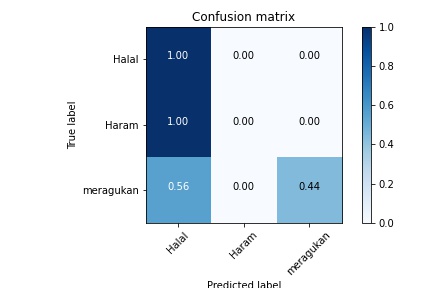 Confusion matrix
True label
Halal
1.00 0.00 0.00
Haram
1.00 0.00 0.00
meragukan
0.56 0.00 0.44
Halal
Haram
meragukan
Predicted label
1.0
0.8
0.6
0.4
0.2
0.0